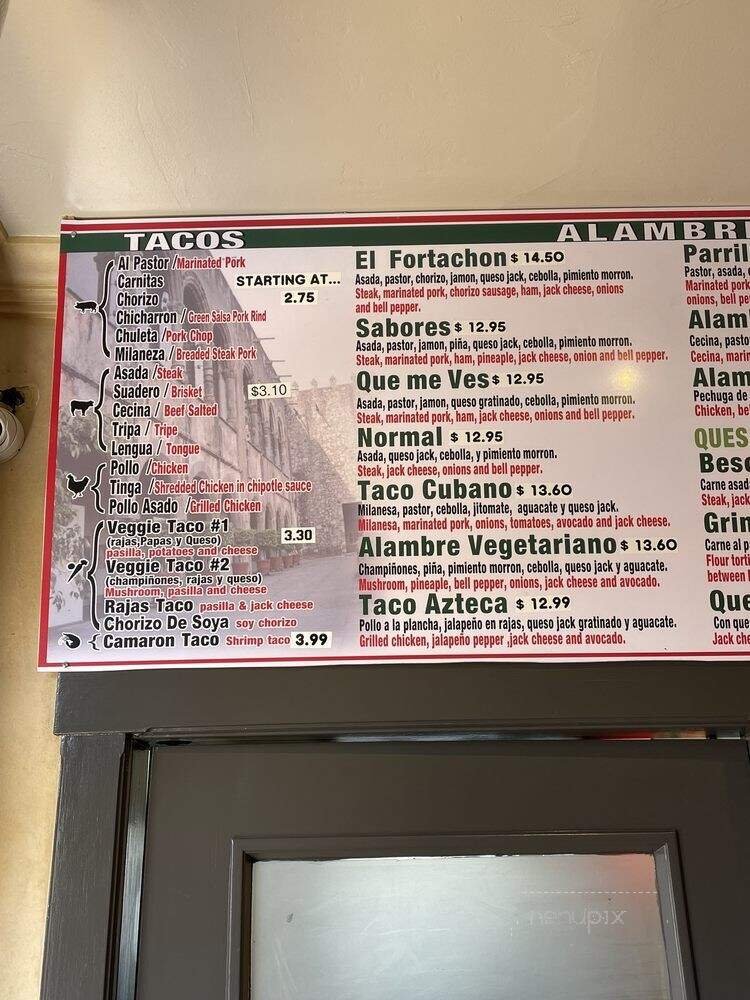 TACOS
Al Pastor /Marinated Pork
Carnitas
STARTING AT...
Chorizo
2.75
Chicharron /Green Salsa Pork Rind
Chuleta /Pork Chop
Milaneza / Breaded Steak Pork
Asada /Steak
Suadero / Brisket
$3.10
Cecina / Beef Salted
Tripa / Tripe
Lengua / Tongue
Pollo /Chicken
Tinga /Shredded Chicken in chipotle sauce
Pollo Asado /Grilled Chicken
Veggie Taco #1
(rajas,Papas y Queso)
3.30
pasilla, potatoes and cheese
Veggie Taco #2
(champiñones, rajas y queso)
Mushroom, pasilla and cheese
Rajas Taco pasilla & jack cheese
Chorizo De Soya soy chorizo
Camaron Taco Shrimp taco 3.99
ALAMBRE
El Fortachon $ 14.50
Asada, pastor, chorizo, jamon, queso jack, cebolla, pimiento morron.
Steak, marinated pork, chorizo sausage, ham, jack cheese, onions
and bell pepper.
Sabores $ 12.95
Asada, pastor, jamon, piña, queso jack, cebolla, pimiento morron.
Steak, marinated pork, ham, pineapple, jack cheese, onion and bell pepper.
Que me Ves $ 12.95
Asada, pastor, jamon, queso gratinado, cebolla, pimiento morron.
Steak, marinated pork, ham, jack cheese, onions and bell pepper.
Normal $ 12.95
Asada, queso jack, cebolla, y pimiento morron.
Steak, jack cheese, onions and bell pepper.
Taco Cubano $ 13.60
Milanesa, pastor, cebolla, jitomate, aguacate y queso jack.
Milanesa, marinated pork, onions, tomatoes, avocado and jack cheese.
Alambre Vegetariano $ 13.60
Champiñones, piña, pimiento morron, cebolla, queso jack y aguacate.
Mushroom, pineaple, bell pepper, onions, jack cheese and avocado.
Taco Azteca $ 12.99
Pollo a la plancha, jalapeño en rajas, queso jack gratinado y aguacate.
Grilled chicken, jalapeño pepper ,jack cheese and avocado.
Parril
Pastor, asada,
Marinated pork
onions, bell pe
Alam
Cecina, pasto
Cecina, marin
Alam
Pechuga de
Chicken, be
QUES
Besc
Carne asad
Steak, jack
Grin
Carne al p
Flour torti
between
Que
Con que
Jack che
menupix